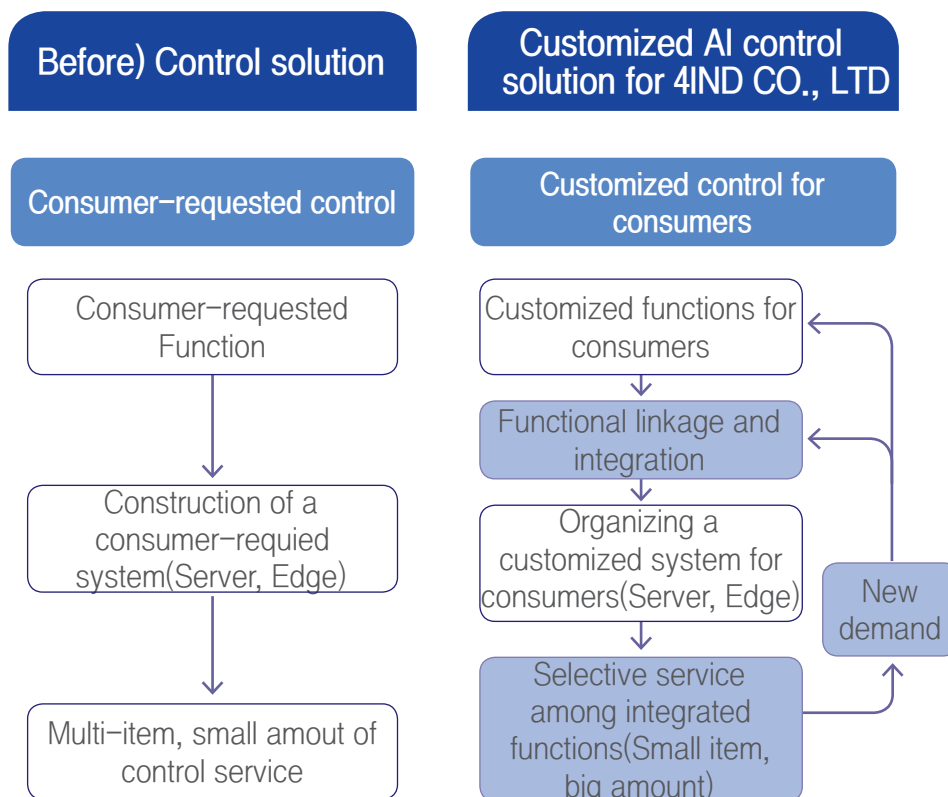 Before) Control solution
Consumer-requested control
Consumer-requested
Function
Construction of a
consumer-requied
system(Server, Edge)
Multi-item, small amout of
control service
Customized AI control
solution for 4IND CO., LTD
Customized control for
consumers
Customized functions for
consumers
Functional linkage and
integration
Organizing a
customized system for
consumers(Server, Edge)
Selective service
among integrated
functions(Small item,
big amount)
New
demand